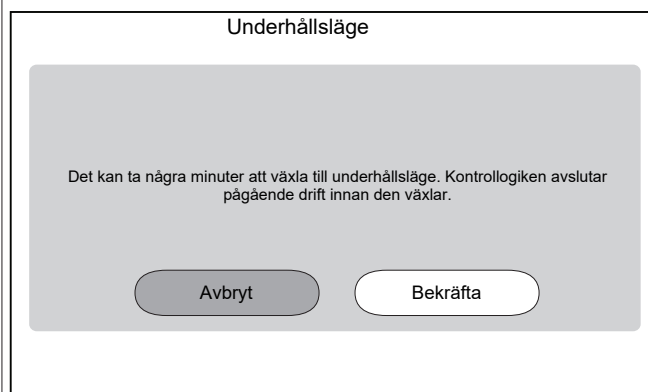 Underhållsläge
Det kan ta några minuter att växla till underhållsläge. Kontrollogiken avslutar
pågående drift innan den växlar.
Avbryt
Bekräfta